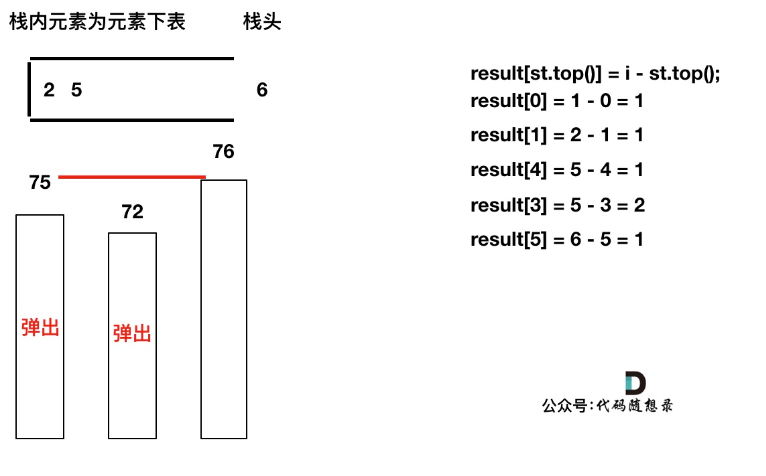 栈内元素为元素下表
栈头
2 5
6
75
72
76
弹出
弹出
result[st.top()] = i - st.top();
result[0] = 1 - 0 = 1
result[1] = 2 - 1 = 1
result[4] = 5 - 4 = 1
result[3] = 5 - 3 = 2
result[5] = 6 - 5 = 1
D
公众号:代码随想录